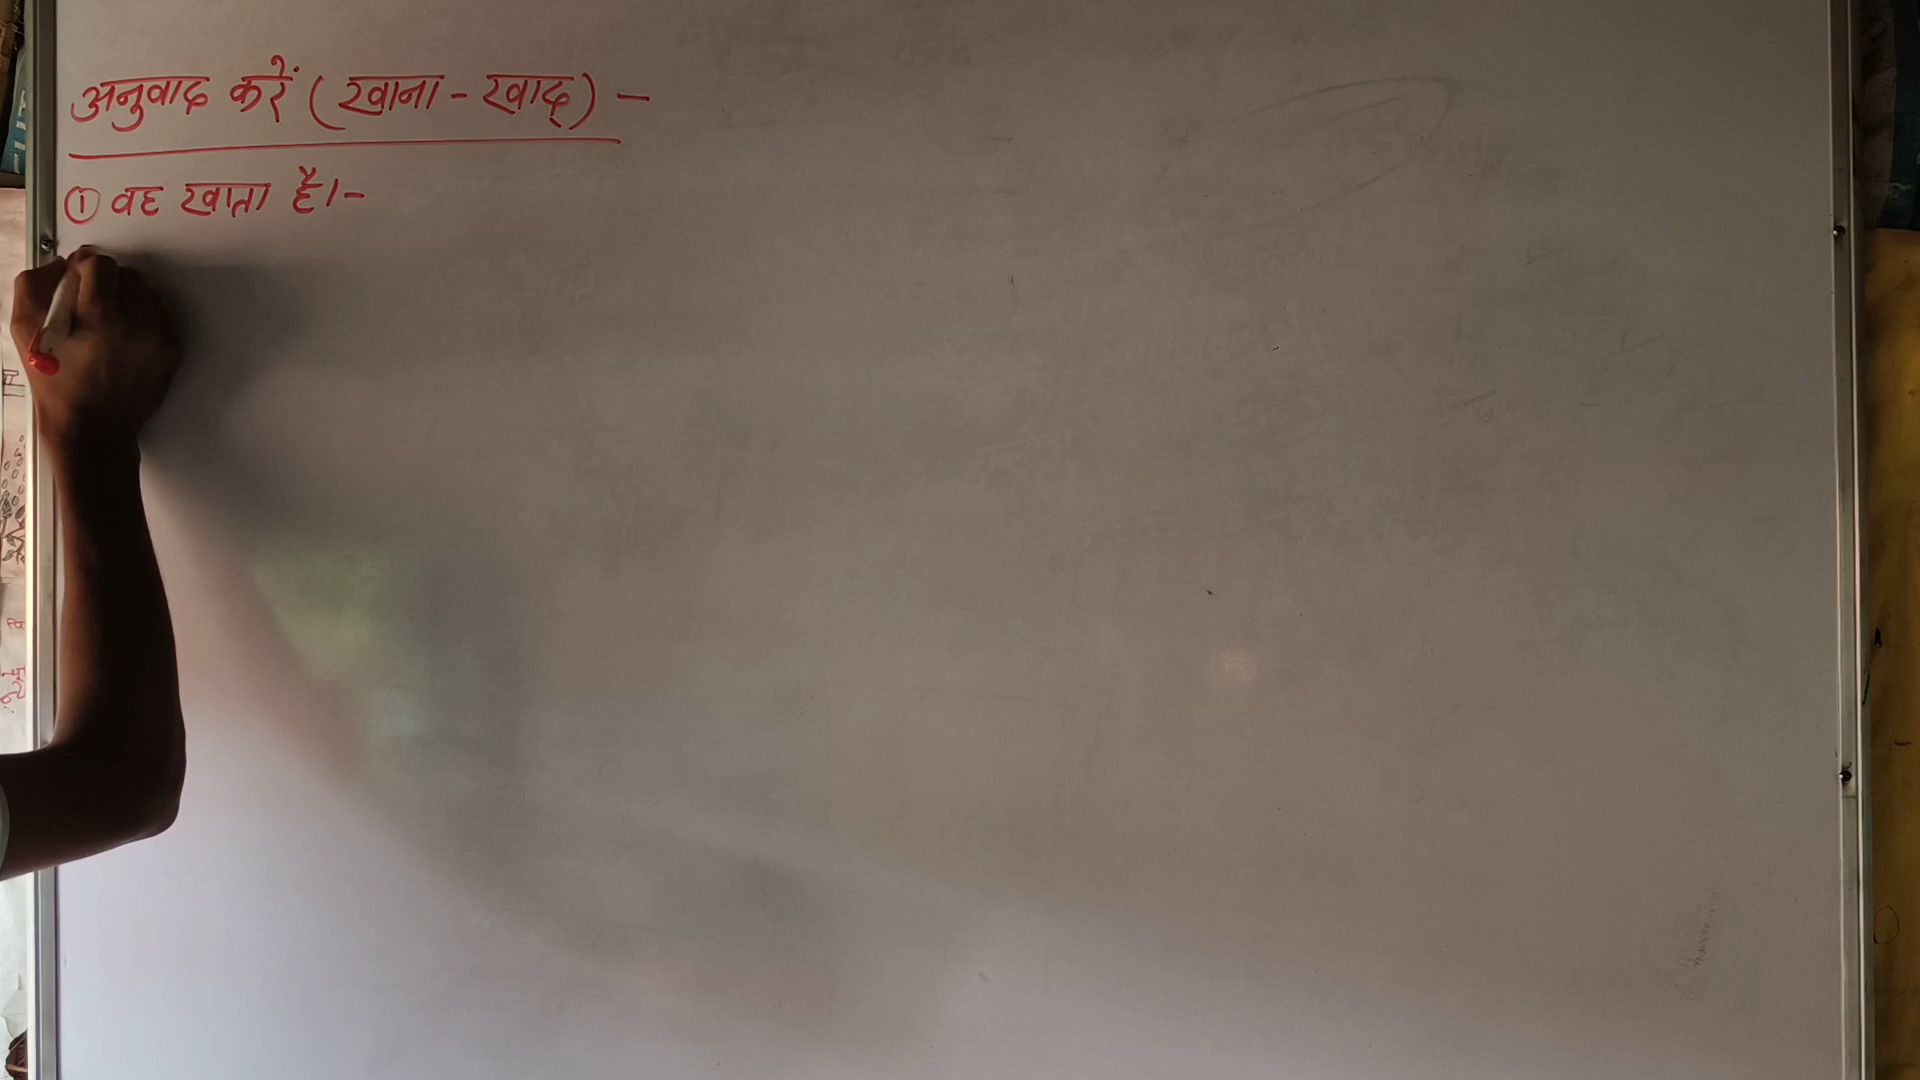 अनुवाद करें (खाना - खाद्) -
① वह खाता है।-